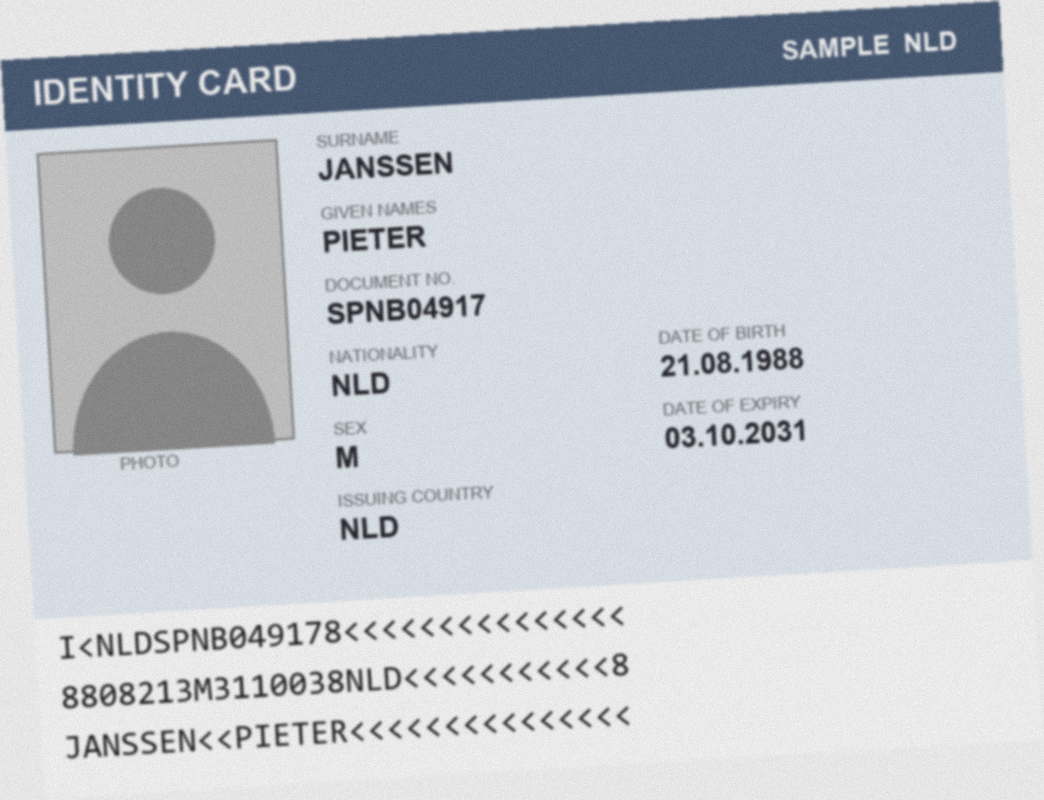 IDENTITY CARD
SAMPLE NLD
SURNAME
JANSSEN
GIVEN NAMES
PIETER
DOCUMENT NO.
SPNB04917
NATIONALITY
NLD
DATE OF BIRTH
21.08.1988
SEX
M
DATE OF EXPIRY
03.10.2031
ISSUING COUNTRY
NLD
PHOTO
I<NLDSPNB049178<<<<<<<<<<<<<<<
8808213M3110038NLD<<<<<<<<<<<8
JANSSEN<<PIETER<<<<<<<<<<<<<<<